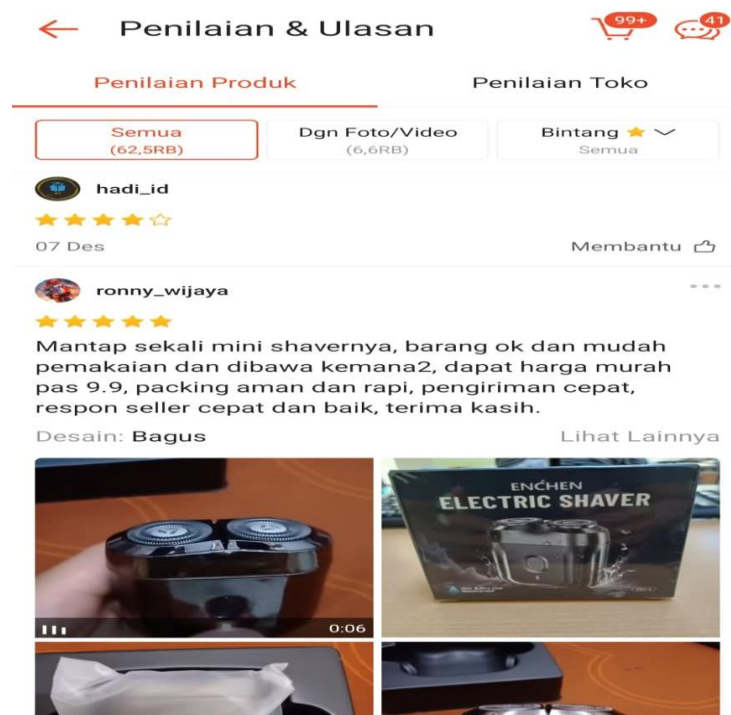 Penilaian & Ulasan
99+
41
Penilaian Produk
Penilaian Toko
Semua
(62,5RB)
Dgn Foto/Video
(6,6RB)
Bintang
Semua
hadi_id
07 Des
Membantu
ronny_wijaya
Mantap sekali mini shavernya, barang ok dan mudah
pemakaian dan dibawa kemana2, dapat harga murah
pas 9.9, packing aman dan rapi, pengiriman cepat,
respon seller cepat dan baik, terima kasih.
Desain: Bagus
Lihat Lainnya
0:06
ENCHEN
ELECTRIC SHAVER